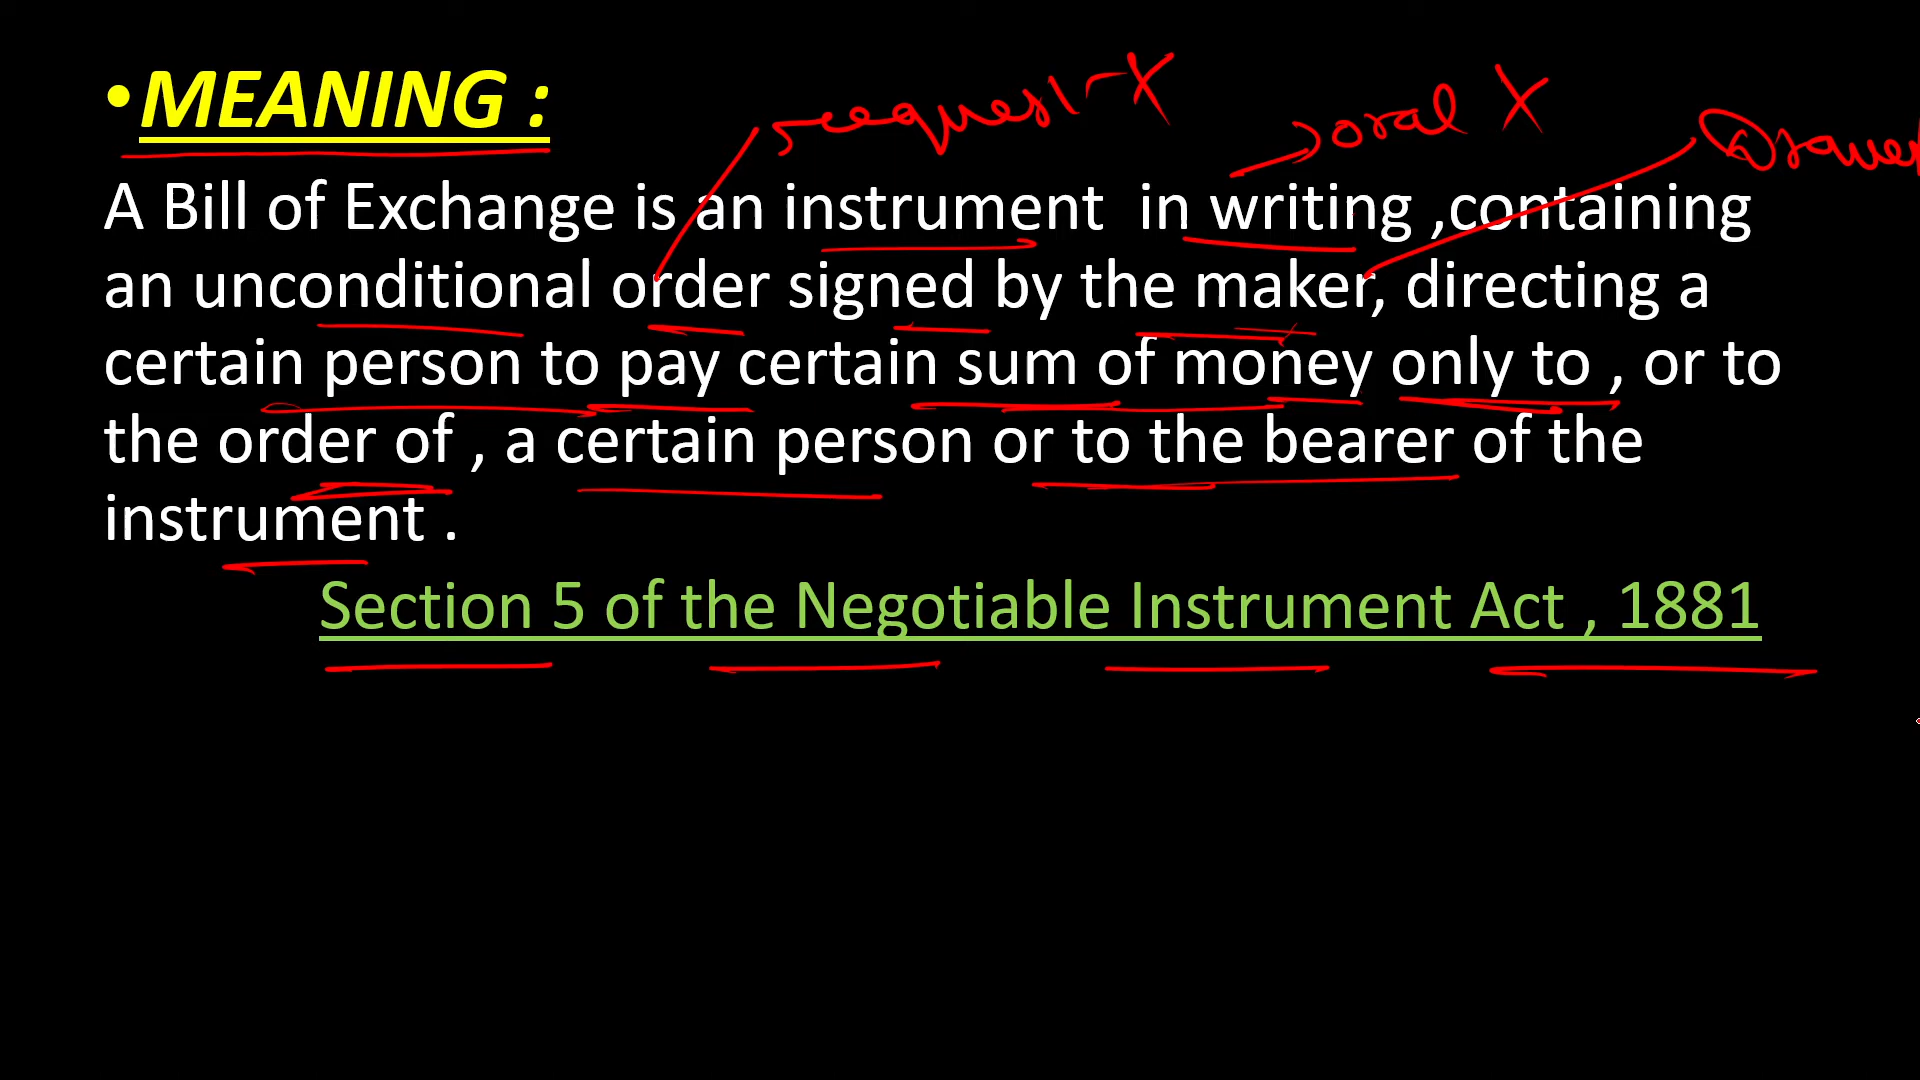 •MEANING :
request - X
oral X
Drawer
A Bill of Exchange is an instrument in writing ,containing
an unconditional order signed by the maker, directing a
certain person to pay certain sum of money only to , or to
the order of , a certain person or to the bearer of the
instrument .
Section 5 of the Negotiable Instrument Act , 1881